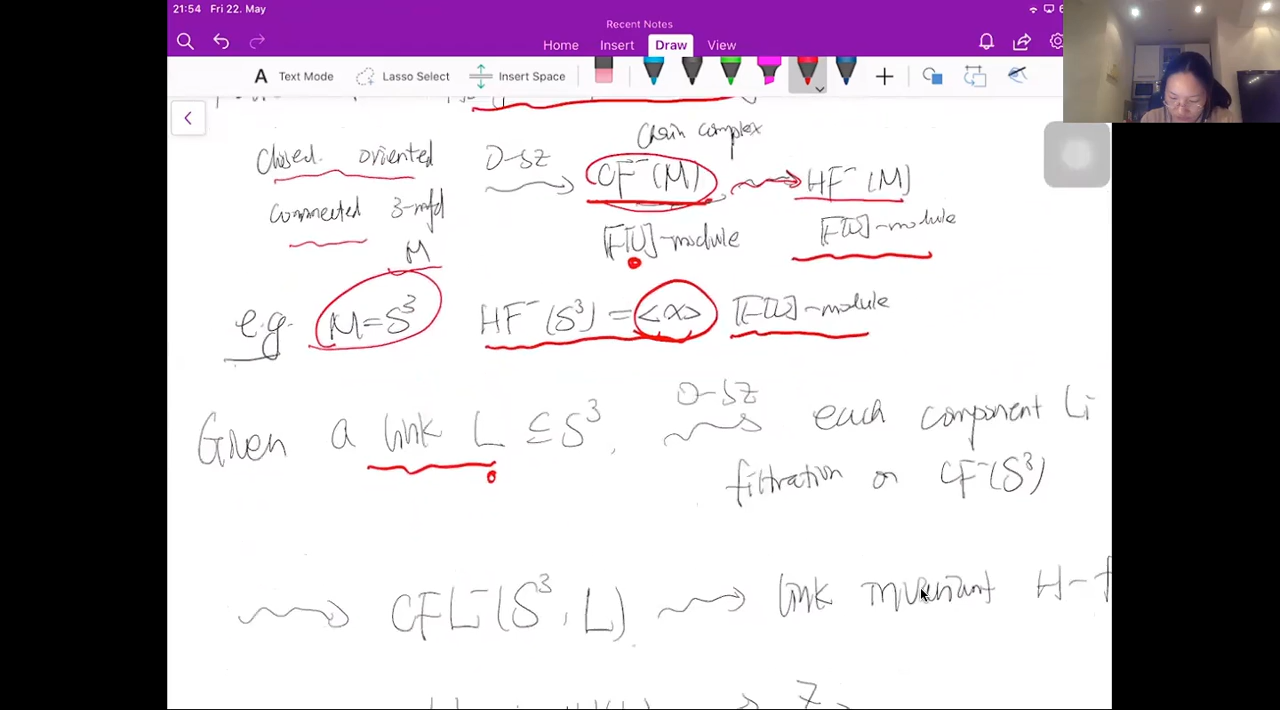 21:54 Fri 22. May
Recent Notes
Home Insert Draw View
A Text Mode Lasso Select Insert Space
chain complex
closed. oriented O-SZ CF⁻(M) HF⁻(M)
connected 3-mfd
M
𝔽[U]-module 𝔽[U]-module
e.g. M=S³ HF⁻(S³) = <x> 𝔽[U]-module
Given a link L ⊆ S³, O-SZ each component Li
filtration on CF⁻(S³)
CFL⁻(S³, L) link invariant H-f